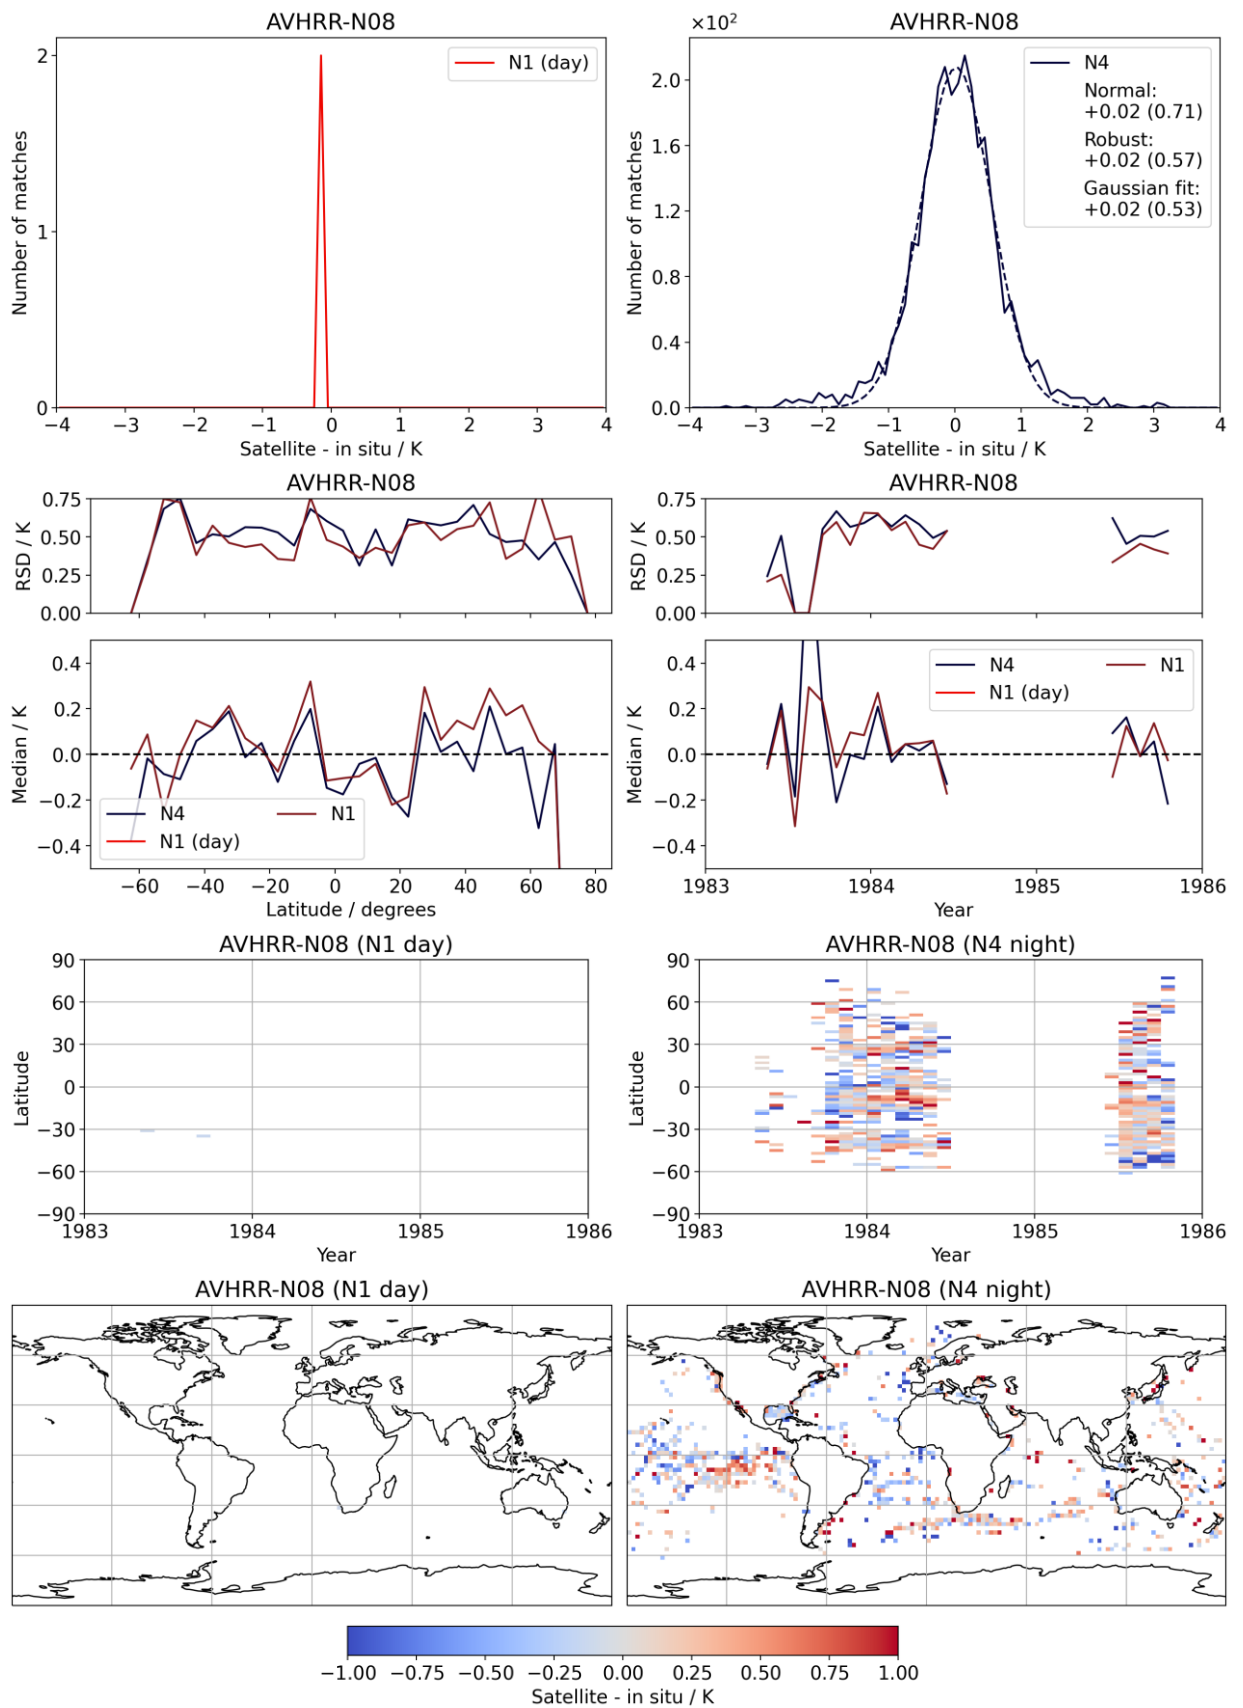 AVHRR-N08
2
1
0
Number of matches
N1 (day)
−4 −3 −2 −1 0 1 2 3 4
Satellite - in situ / K
×10²
AVHRR-N08
2.0
1.6
1.2
0.8
0.4
0.0
Number of matches
N4
Normal:
+0.02 (0.71)
Robust:
+0.02 (0.57)
Gaussian fit:
+0.02 (0.53)
−4 −3 −2 −1 0 1 2 3 4
Satellite - in situ / K
AVHRR-N08
0.75
0.50
0.25
0.00
RSD / K
AVHRR-N08
0.75
0.50
0.25
0.00
RSD / K
0.4
0.2
0.0
−0.2
−0.4
Median / K
N4
N1
N1 (day)
−60 −40 −20 0 20 40 60 80
Latitude / degrees
0.4
0.2
0.0
−0.2
−0.4
Median / K
N4
N1
N1 (day)
1983 1984 1985 1986
Year
AVHRR-N08 (N1 day)
90
60
30
0
−30
−60
−90
Latitude
1983 1984 1985 1986
Year
AVHRR-N08 (N4 night)
90
60
30
0
−30
−60
−90
Latitude
1983 1984 1985 1986
Year
AVHRR-N08 (N1 day)
AVHRR-N08 (N4 night)
−1.00 −0.75 −0.50 −0.25 0.00 0.25 0.50 0.75 1.00
Satellite - in situ / K